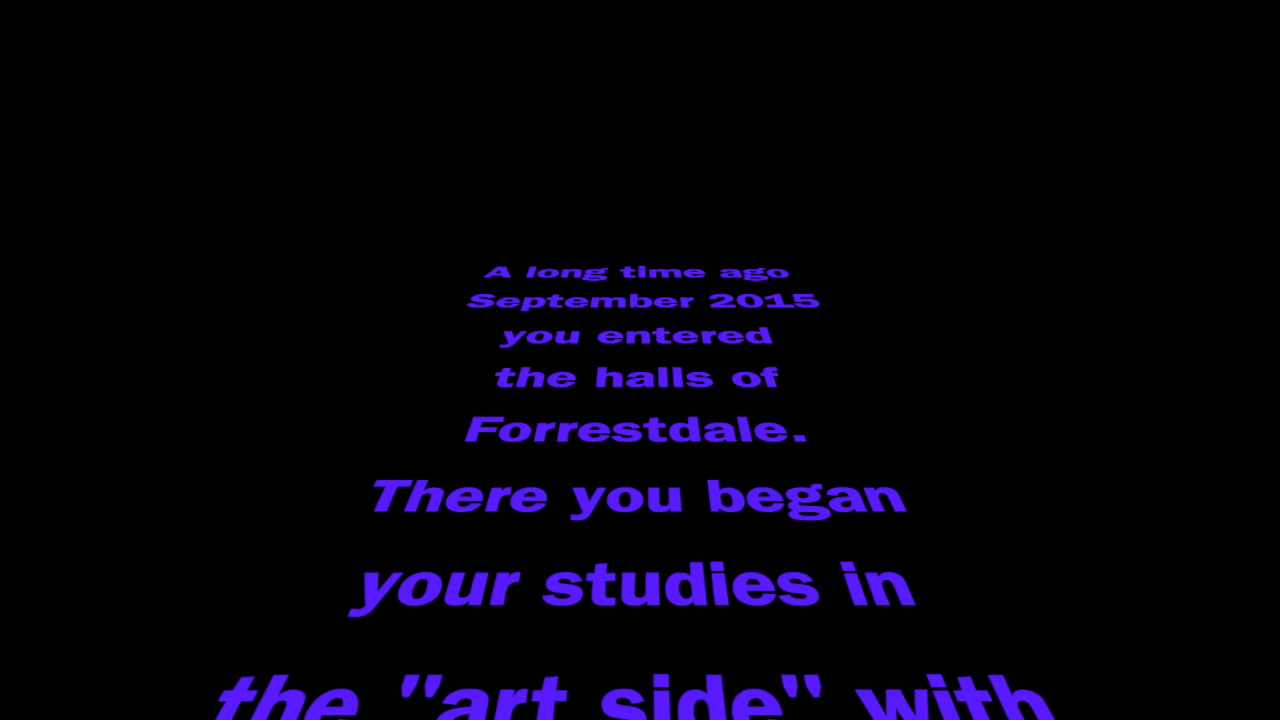 A long time ago
September 2015
you entered
the halls of
Forrestdale.
There you began
your studies in
the "art side" with